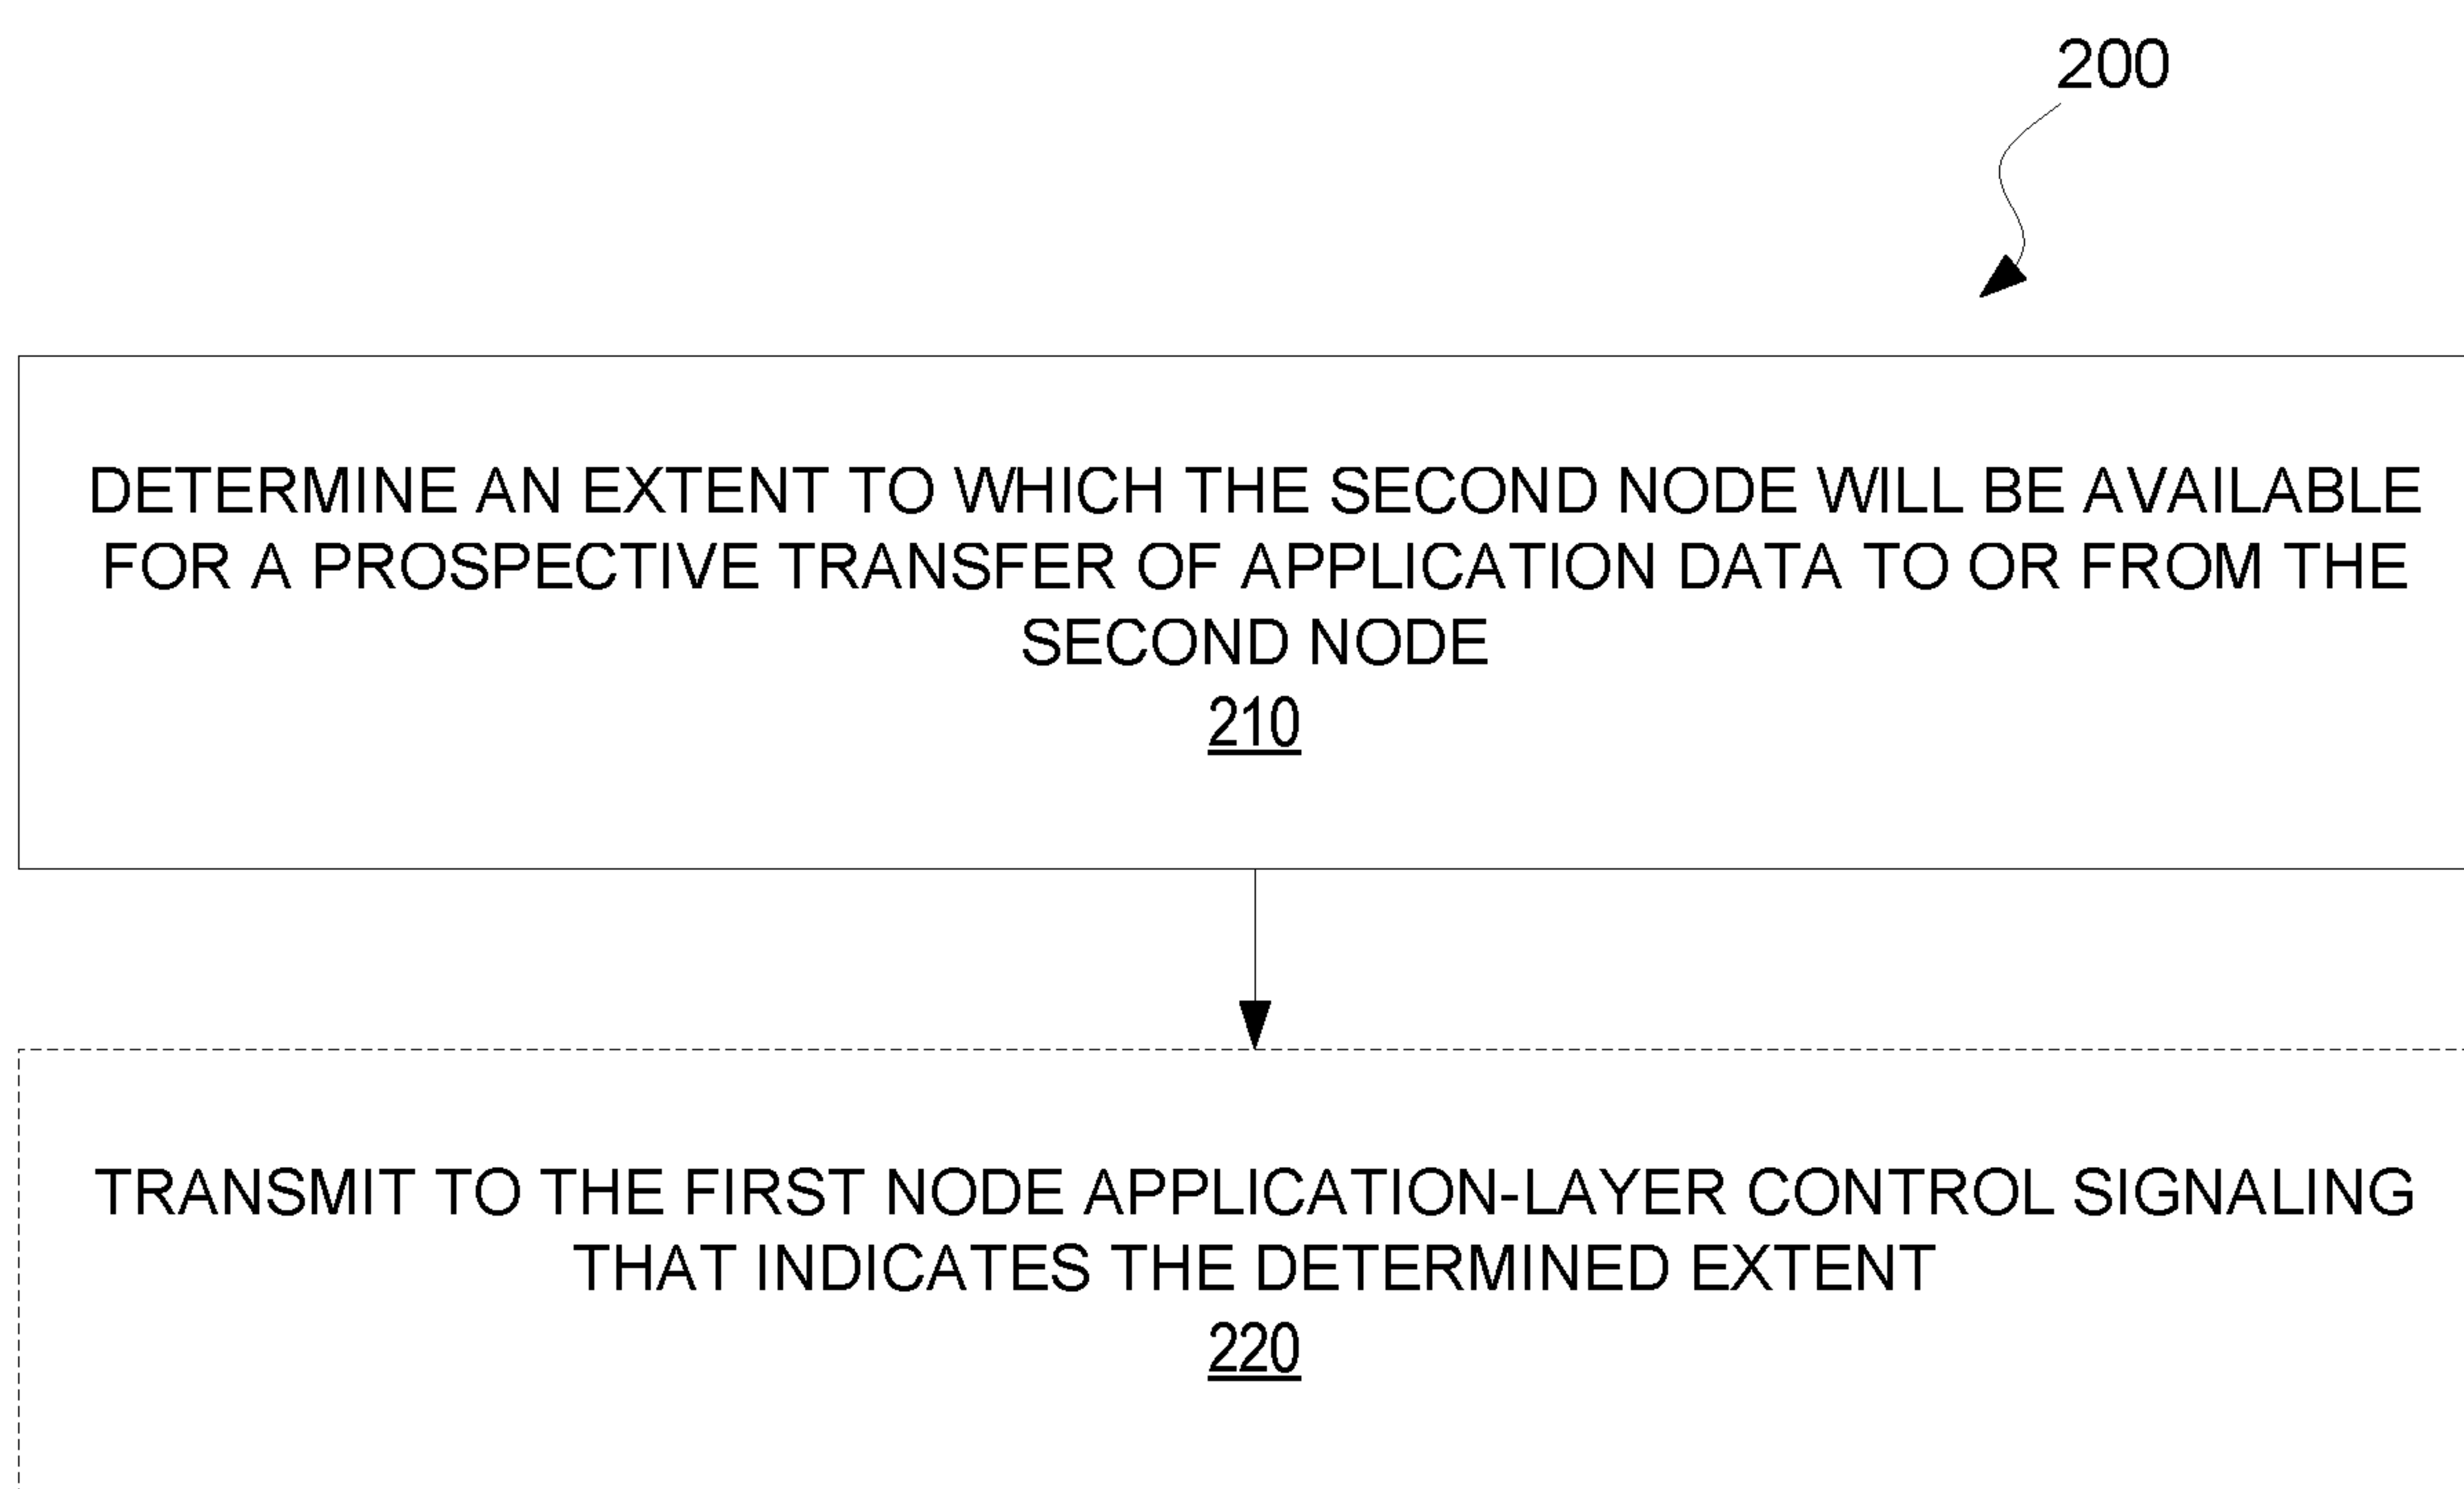 200
DETERMINE AN EXTENT TO WHICH THE SECOND NODE WILL BE AVAILABLE
FOR A PROSPECTIVE TRANSFER OF APPLICATION DATA TO OR FROM THE
SECOND NODE
210
TRANSMIT TO THE FIRST NODE APPLICATION-LAYER CONTROL SIGNALING
THAT INDICATES THE DETERMINED EXTENT
220